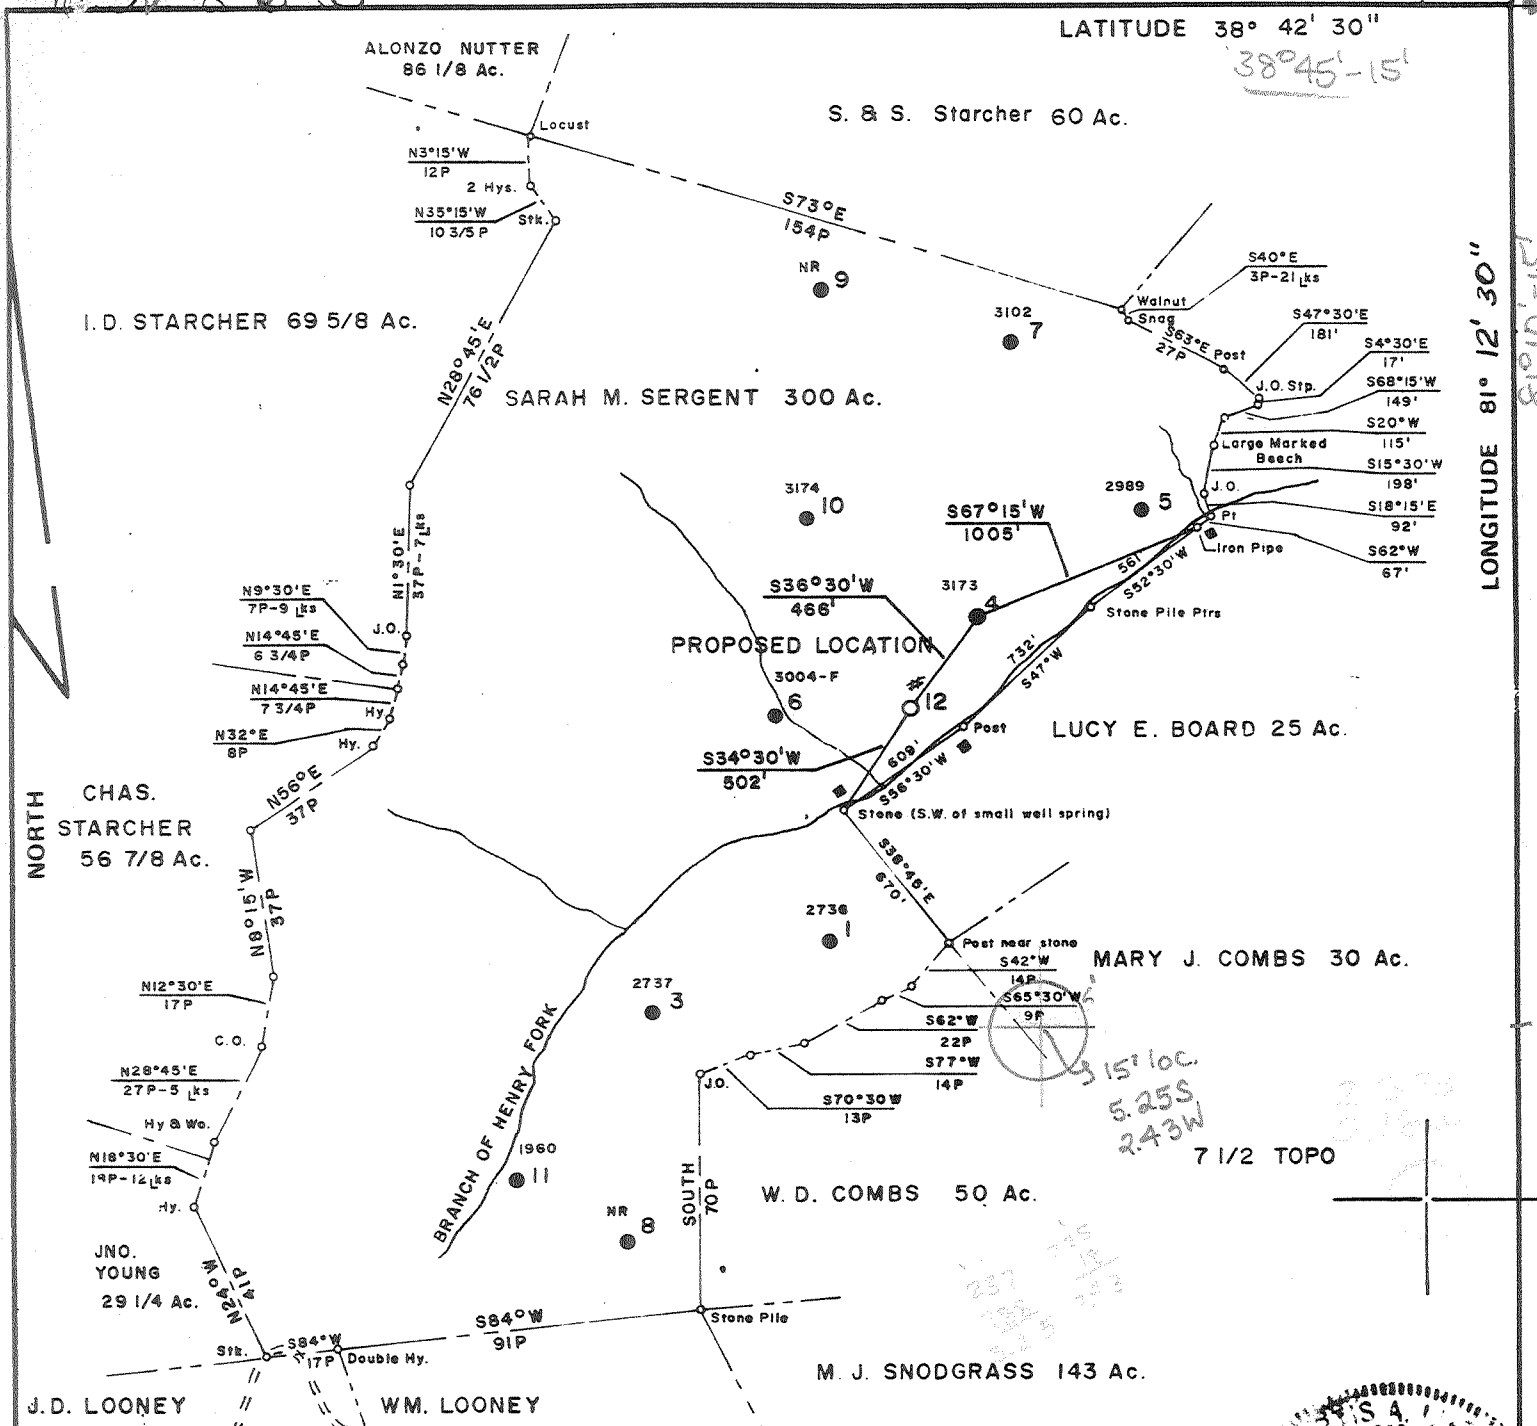 LATITUDE 38° 42' 30"
38°45'-15'
ALONZO NUTTER
86 1/8 Ac.
S. & S. Starcher 60 Ac.
Locust
N3°15'W
12P
2 Hys.
N35°15'W
10 3/5 P
Stk.
S73°E
154P
NR
9
3102
7
S40°E
3P-21 Lks
Walnut
Snag
S63°E
27P
Post
S47°30'E
181'
S4°30'E
17'
J.O. Stp.
S68°15'W
149'
S20°W
115'
Large Marked
Beech
S15°30'W
198'
J.O.
S18°15'E
92'
Pt
S62°W
67'
Iron Pipe
LONGITUDE 81° 12' 30"
I.D. STARCHER 69 5/8 Ac.
N28°45'E
76 1/2P
SARAH M. SERGENT 300 Ac.
3174
10
2989
5
S67°15'W
1005'
561'
S52°30'W
Stone Pile Ptrs
N1°30'E
37P-7Lks
N9°30'E
7P-9 Lks
J.O.
N14°45'E
6 3/4P
N14°45'E
7 3/4P
Hy
N32°E
8P
Hy.
S36°30'W
466'
3173
4
PROPOSED LOCATION
3004-F
6
#
12
732'
S47°W
Post
LUCY E. BOARD 25 Ac.
S34°30'W
502'
609'
S56°30'W
Stone (S.W. of small well spring)
N56°E
37P
NORTH
CHAS.
STARCHER
56 7/8 Ac.
N8°15'W
37P
S38°45'E
670'
2736
1
Post near stone
MARY J. COMBS 30 Ac.
S42°W
14P
S65°30'W
9P
S62°W
22P
S77°W
14P
S70°30'W
13P
J.O.
2737
3
N12°30'E
17P
C.O.
N28°45'E
27P-5 Lks
Hy & Wo.
N18°30'E
19P-12Lks
Hy.
BRANCH OF HENRY FORK
1960
11
NR
8
SOUTH
70P
W. D. COMBS 50 Ac.
15' loc.
5.25S
2.43W
7 1/2 TOPO
JNO.
YOUNG
29 1/4 Ac.
N24°W
41P
Stk.
S84°W
17P
Double Hy.
S84°W
91P
Stone Pile
M. J. SNODGRASS 143 Ac.
J.D. LOONEY
WM. LOONEY